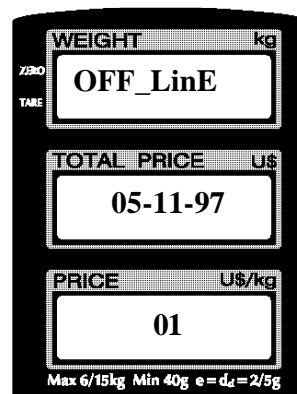 WEIGHT kg
ZERO
TARE
OFF_LinE
TOTAL PRICE U$
05-11-97
PRICE U$/kg
01
Max 6/15kg Min 40g e=dd=2/5g